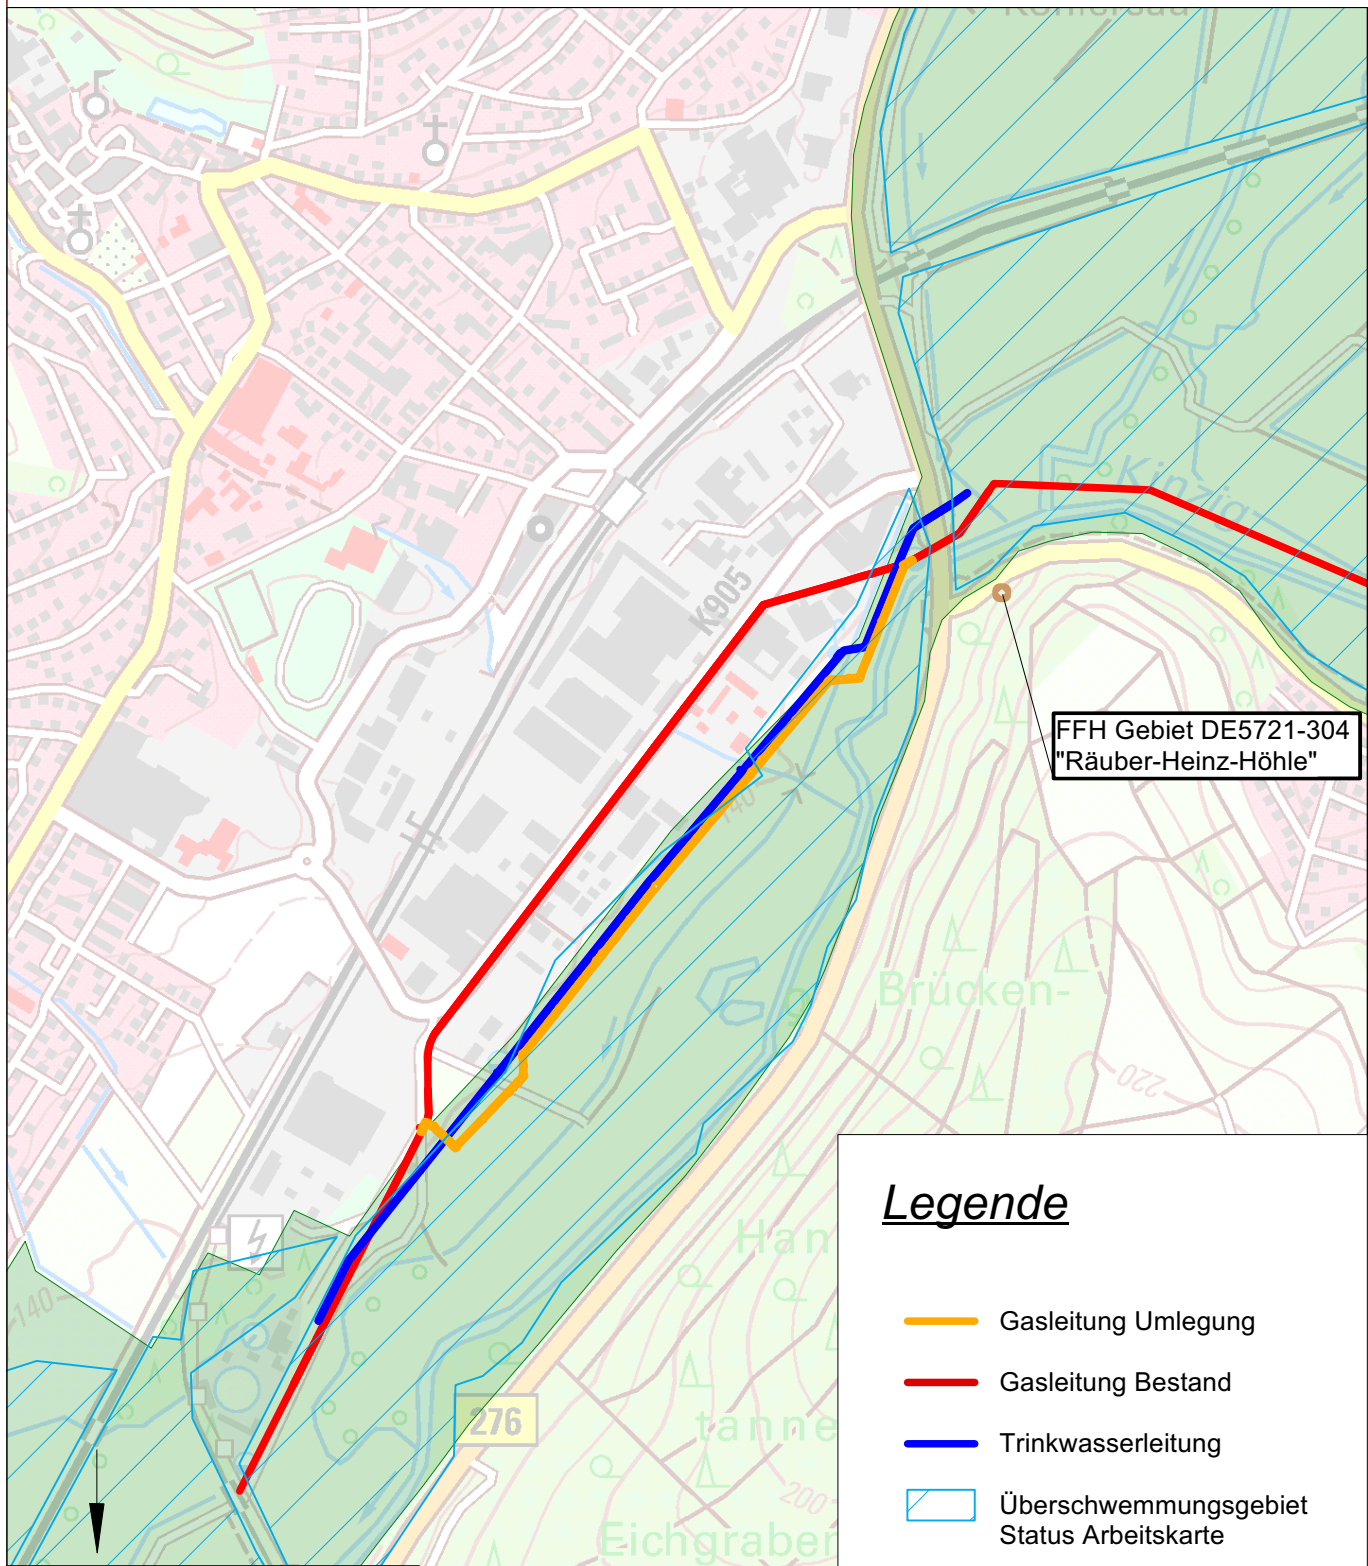 Kinzig
K905
FFH Gebiet DE5721-304
"Räuber-Heinz-Höhle"
140
Brücken-
220
140
276
200
Han
tanne
Eichgraben
Legende
Gasleitung Umlegung
Gasleitung Bestand
Trinkwasserleitung
Überschwemmungsgebiet
Status Arbeitskarte